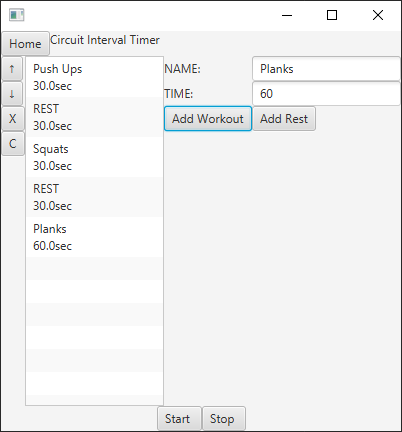 Home
Circuit Interval Timer
↑
↓
X
C
Push Ups
30.0sec
REST
30.0sec
Squats
30.0sec
REST
30.0sec
Planks
60.0sec
NAME: Planks
TIME: 60
Add Workout Add Rest
Start Stop